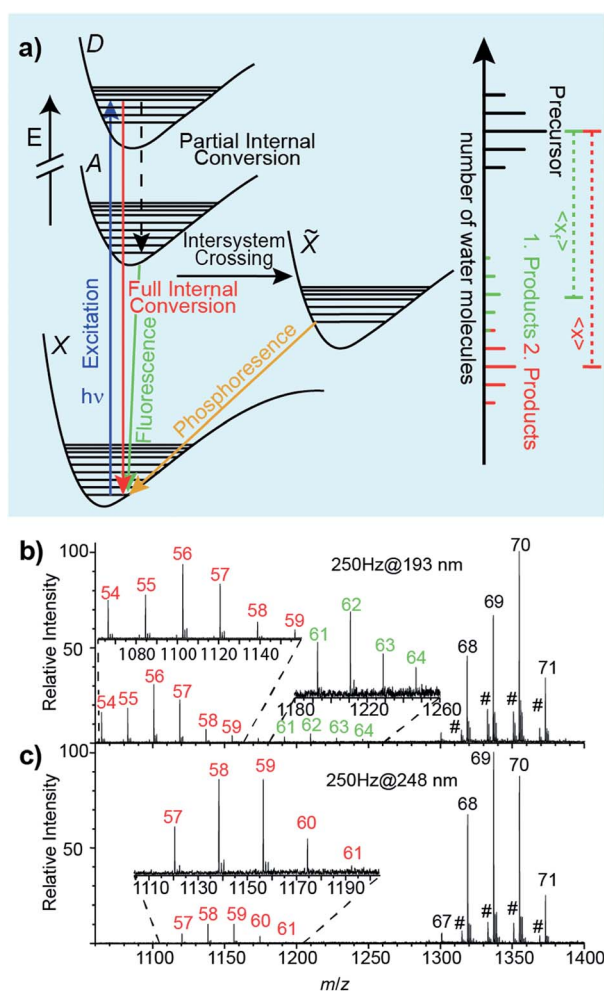 a)
D
E
Partial Internal
Conversion
A
Intersystem
Crossing
X̃
Full Internal
Conversion
Excitation
hν
Fluorescence
Phosphoresence
X
number of water molecules
Precursor
1. Products
2. Products
<x_f>
<x>
b)
100
50
Relative Intensity
250Hz@193 nm
54 55 56 57 58 59
1080 1100 1120 1140
61 62 63 64
1180 1220 1260
54 55 56 57 58 59 61 62 63 64
60 # 68 # 69 # 70 # 71
c)
100
50
Relative Intensity
250Hz@248 nm
57 58 59 60 61
1110 1130 1150 1170 1190
57 58 59 60 61
67 # 68 # 69 # 70 # 71
1100 1200 1250 1300 1350 1400
m/z